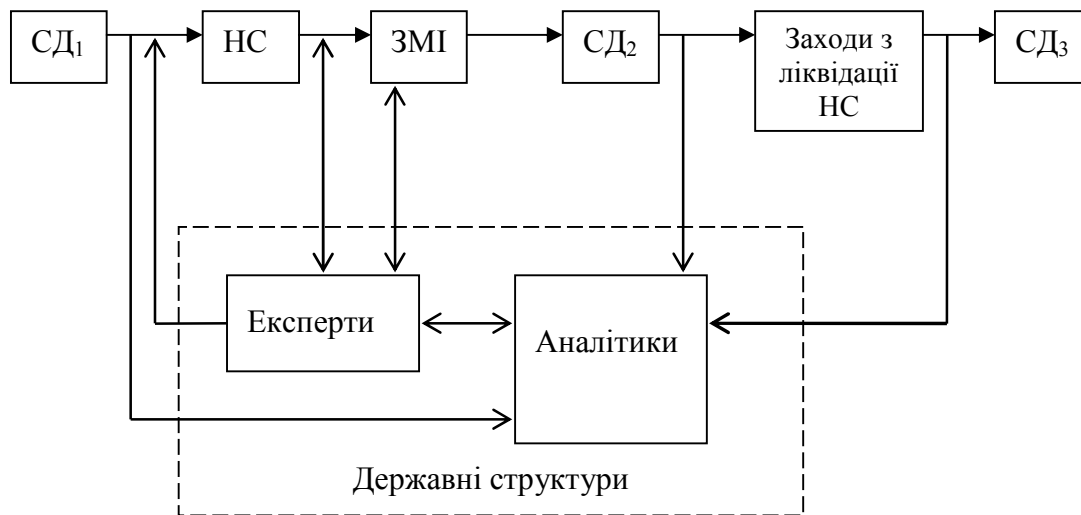 СД₁
НС
ЗМІ
СД₂
Заходи з
ліквідації
НС
СД₃
Експерти
Аналітики
Державні структури